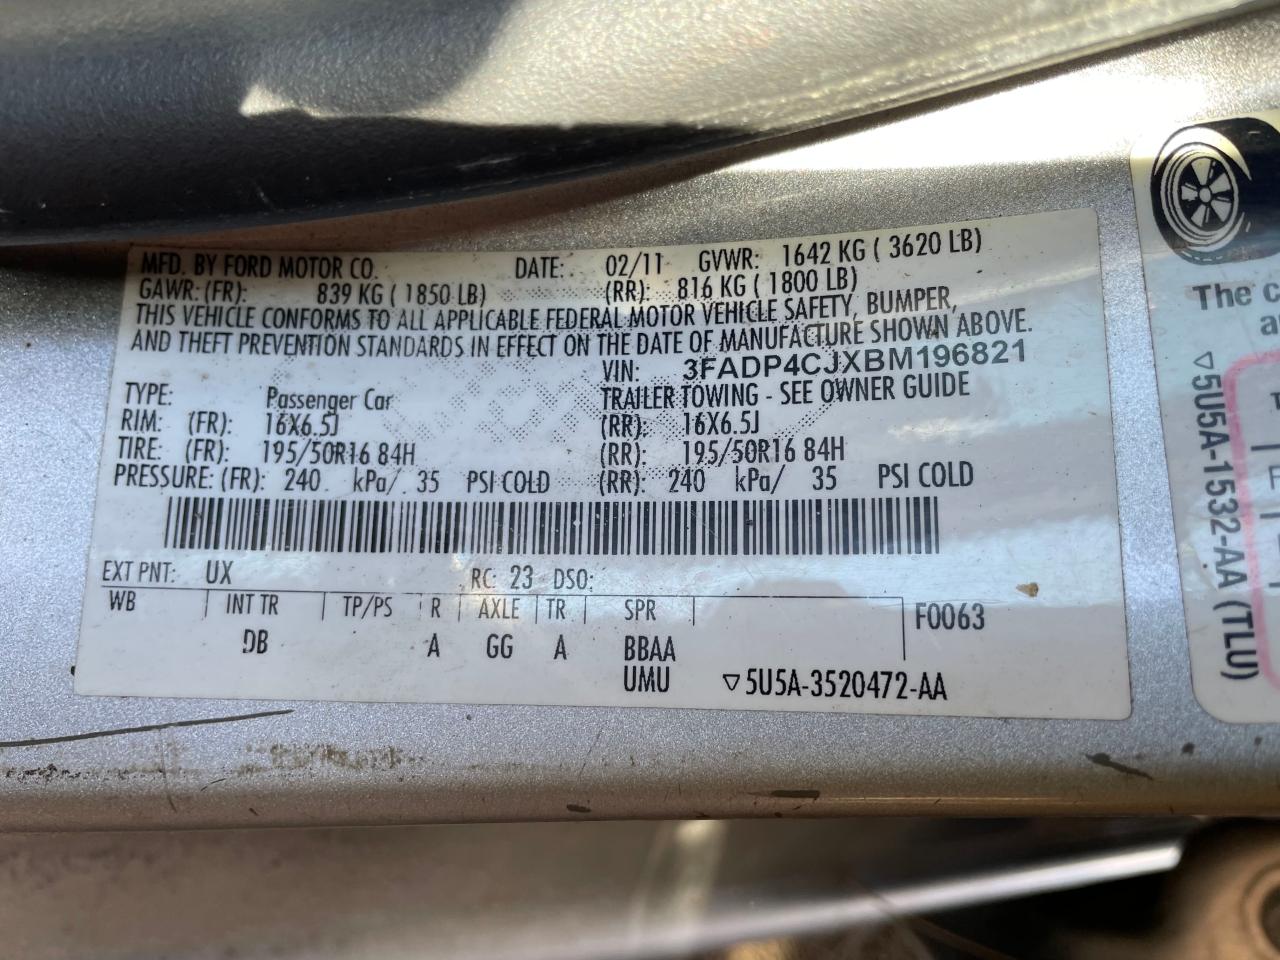 MFD. BY FORD MOTOR CO. DATE: 02/11 GVWR: 1642 KG ( 3620 LB)
GAWR: (FR): 839 KG ( 1850 LB) (RR): 816 KG ( 1800 LB)
THIS VEHICLE CONFORMS TO ALL APPLICABLE FEDERAL MOTOR VEHICLE SAFETY, BUMPER,
AND THEFT PREVENTION STANDARDS IN EFFECT ON THE DATE OF MANUFACTURE SHOWN ABOVE.
VIN: 3FADP4CJXBM196821
TYPE: Passenger Car TRAILER TOWING - SEE OWNER GUIDE
RIM: (FR): 16X6.5J (RR): 16X6.5J
TIRE: (FR): 195/50R16 84H (RR): 195/50R16 84H
PRESSURE: (FR): 240 kPa/ 35 PSI COLD (RR): 240 kPa/ 35 PSI COLD
EXT PNT: UX RC: 23 DSO:
WB INT TR TP/PS R AXLE TR SPR F0063
DB A GG A BBAA
UMU ▽5U5A-3520472-AA
The c
▽5U5A-1532-AA (TLU)